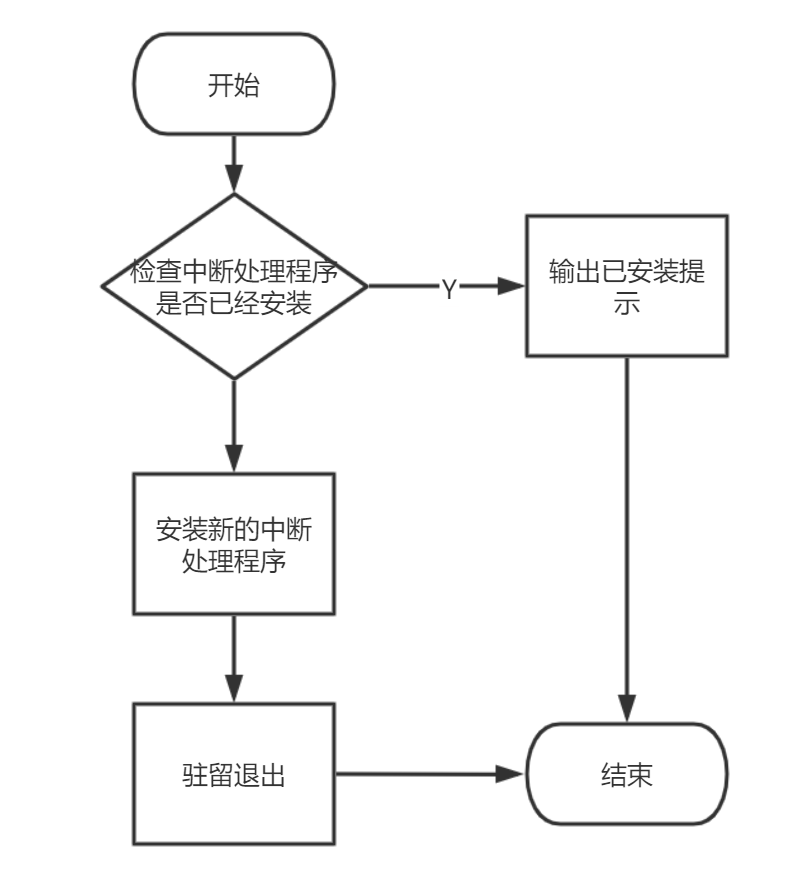 开始
检查中断处理程序
是否已经安装
Y
输出已安装提
示
安装新的中断
处理程序
驻留退出
结束